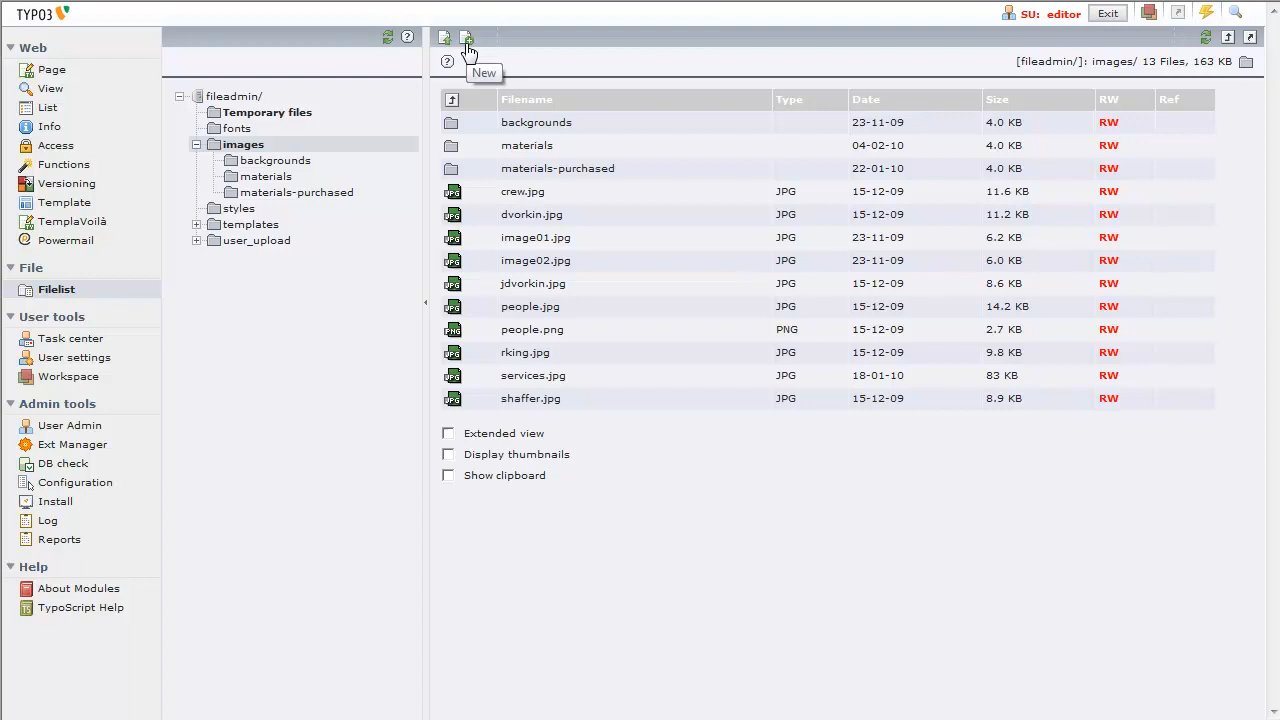 TYPO3
SU: editor
Exit
Web
Page
View
List
Info
Access
Functions
Versioning
Template
TemplaVoilà
Powermail
File
Filelist
User tools
Task center
User settings
Workspace
Admin tools
User Admin
Ext Manager
DB check
Configuration
Install
Log
Reports
Help
About Modules
TypoScript Help
fileadmin/
Temporary files
fonts
images
backgrounds
materials
materials-purchased
styles
templates
user_upload
New
[fileadmin/]: images/ 13 Files, 163 KB
Filename Type Date Size RW Ref
backgrounds 23-11-09 4.0 KB RW
materials 04-02-10 4.0 KB RW
materials-purchased 22-01-10 4.0 KB RW
JPG crew.jpg JPG 15-12-09 11.6 KB RW
JPG dvorkin.jpg JPG 15-12-09 11.2 KB RW
JPG image01.jpg JPG 23-11-09 6.2 KB RW
JPG image02.jpg JPG 23-11-09 6.0 KB RW
JPG jdvorkin.jpg JPG 15-12-09 8.6 KB RW
JPG people.jpg JPG 15-12-09 14.2 KB RW
PNG people.png PNG 15-12-09 2.7 KB RW
JPG rking.jpg JPG 15-12-09 9.8 KB RW
JPG services.jpg JPG 18-01-10 83 KB RW
JPG shaffer.jpg JPG 15-12-09 8.9 KB RW
Extended view
Display thumbnails
Show clipboard